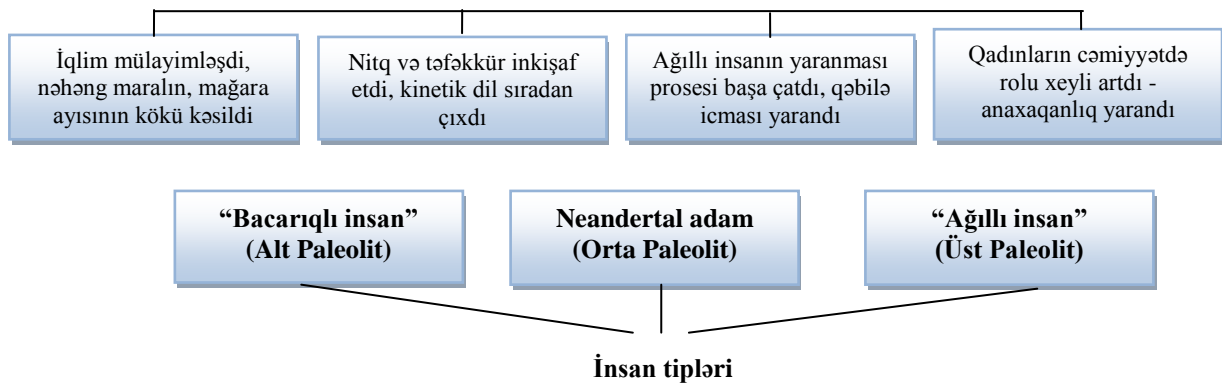 İqlim mülayimləşdi,
nəhəng maralın, mağara
ayısının kökü kəsildi
Nitq və təfəkkür inkişaf
etdi, kinetik dil sıradan
çıxdı
Ağıllı insanın yaranması
prosesi başa çatdı, qəbilə
icması yarandı
Qadınların cəmiyyətdə
rolu xeyli artdı -
anaxaqanlıq yarandı
“Bacarıqlı insan”
(Alt Paleolit)
Neandertal adam
(Orta Paleolit)
“Ağıllı insan”
(Üst Paleolit)
İnsan tipləri